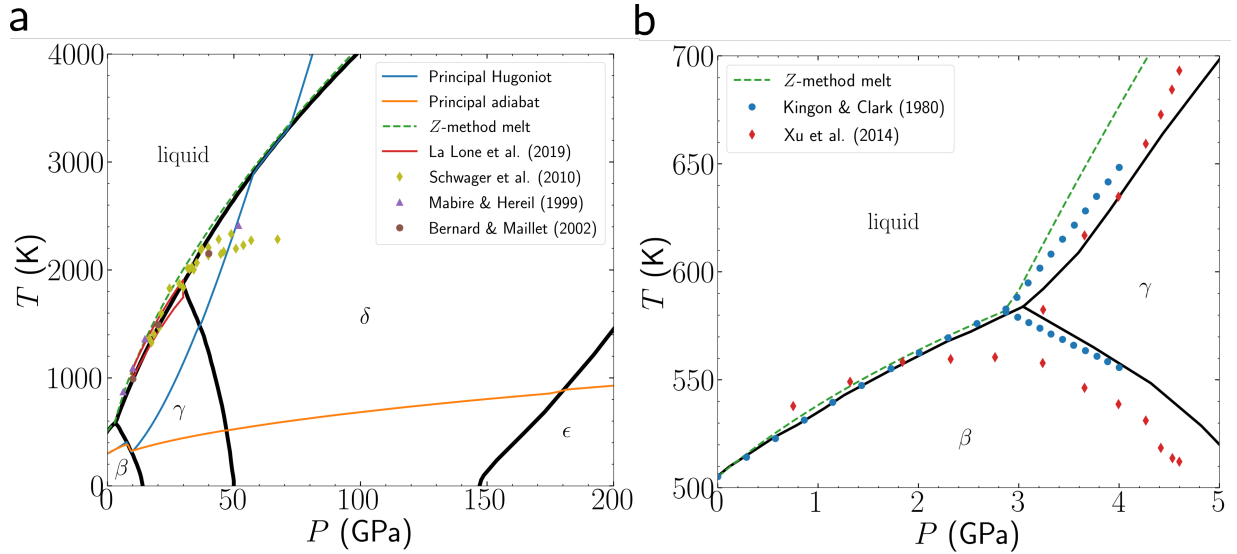 a
4000
3000
2000
1000
0
T (K)
0
50
100
150
200
P (GPa)
Principal Hugoniot
Principal adiabat
Z-method melt
La Lone et al. (2019)
Schwager et al. (2010)
Mabire & Hereil (1999)
Bernard & Maillet (2002)
liquid
δ
γ
β
ϵ
b
700
650
600
550
500
T (K)
0
1
2
3
4
5
P (GPa)
Z-method melt
Kingon & Clark (1980)
Xu et al. (2014)
liquid
γ
β